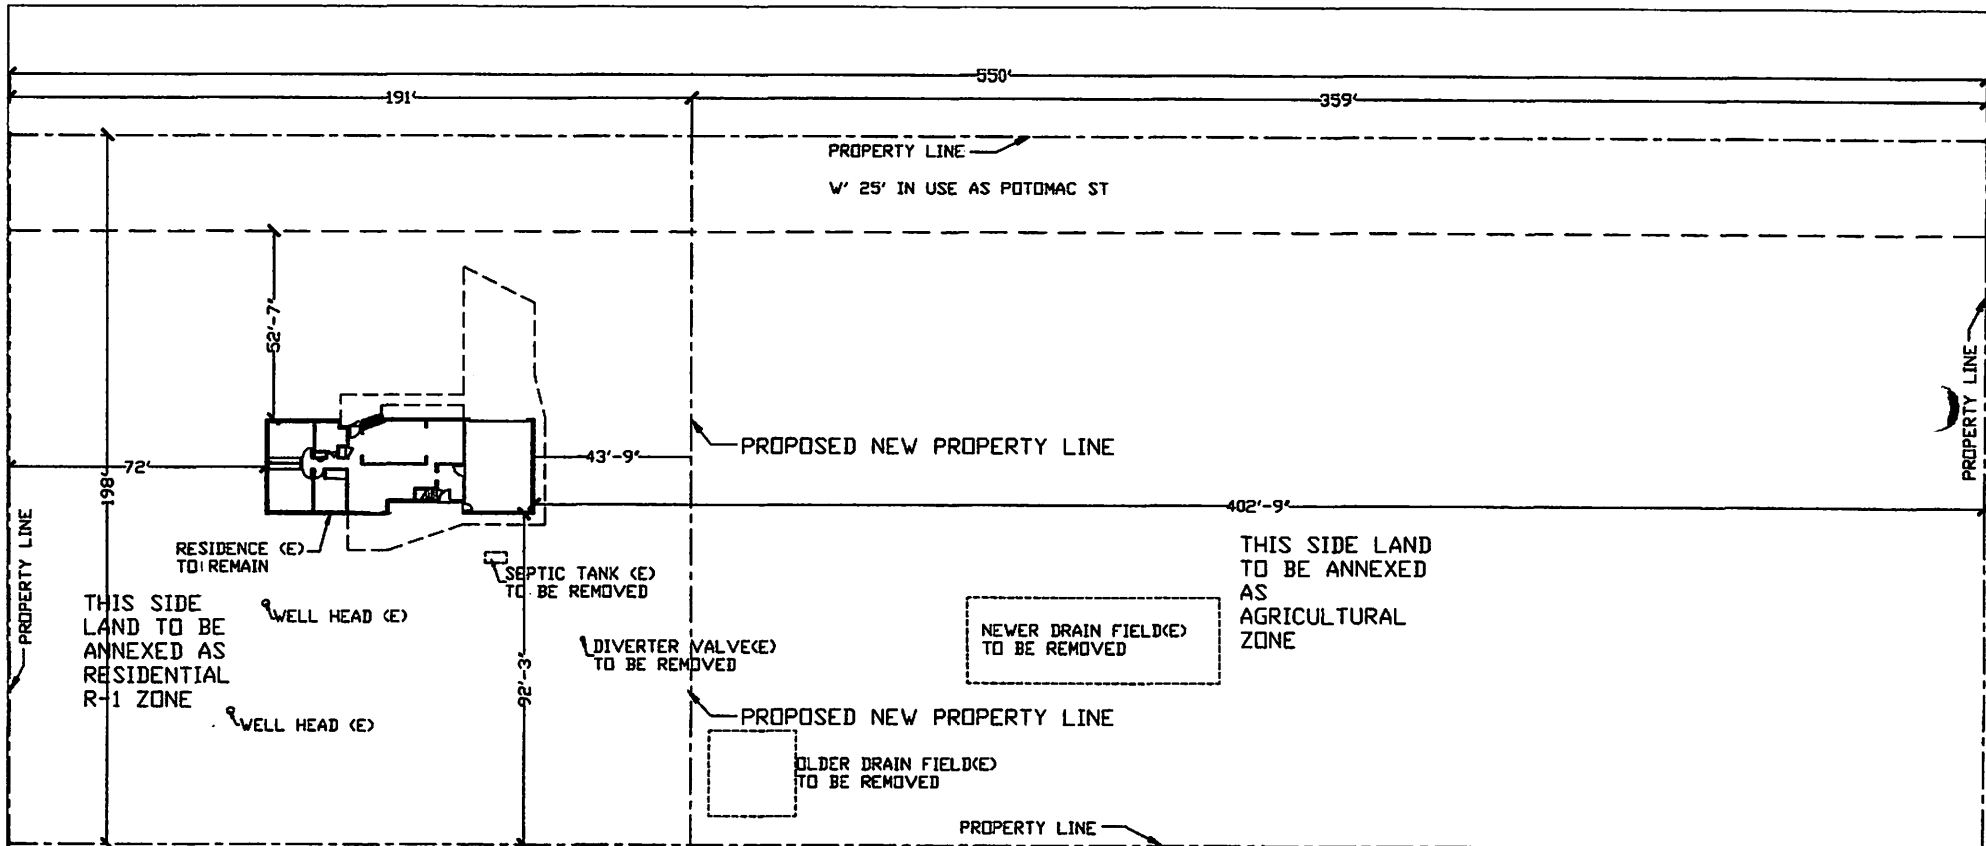 550'
191'
359'
PROPERTY LINE
W' 25' IN USE AS POTOMAC ST
52'-7"
PROPERTY LINE
PROPOSED NEW PROPERTY LINE
72'
198'
43'-9"
402'-9"
PROPERTY LINE
RESIDENCE (E)
TO REMAIN
SEPTIC TANK (E)
TO BE REMOVED
THIS SIDE LAND
TO BE ANNEXED
AS
AGRICULTURAL
ZONE
THIS SIDE
LAND TO BE
ANNEXED AS
RESIDENTIAL
R-1 ZONE
WELL HEAD (E)
NEWER DRAIN FIELD(E)
TO BE REMOVED
DIVERTER VALVE(E)
TO BE REMOVED
92'-3"
WELL HEAD (E)
PROPOSED NEW PROPERTY LINE
OLDER DRAIN FIELD(E)
TO BE REMOVED
PROPERTY LINE